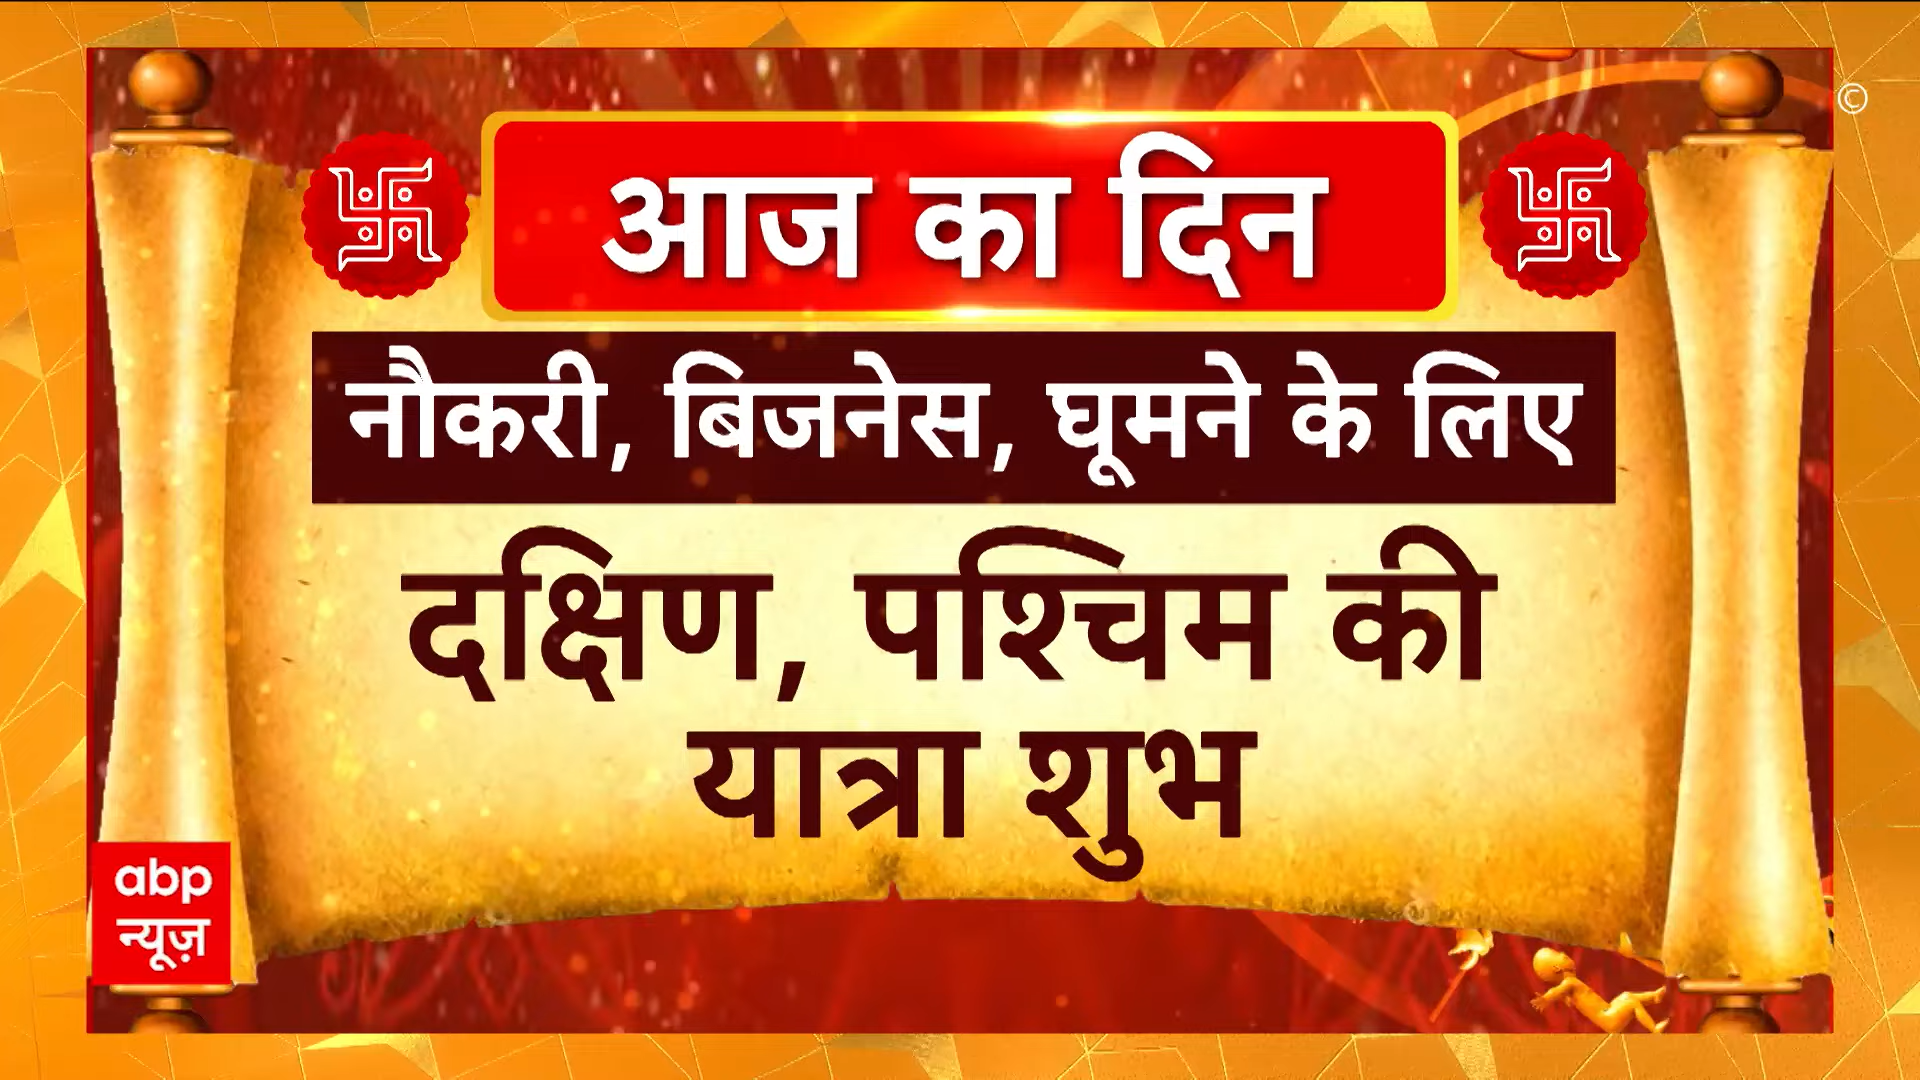 आज का दिन
नौकरी, बिजनेस, घूमने के लिए
दक्षिण, पश्चिम की
यात्रा शुभ
abp
न्यूज़
©